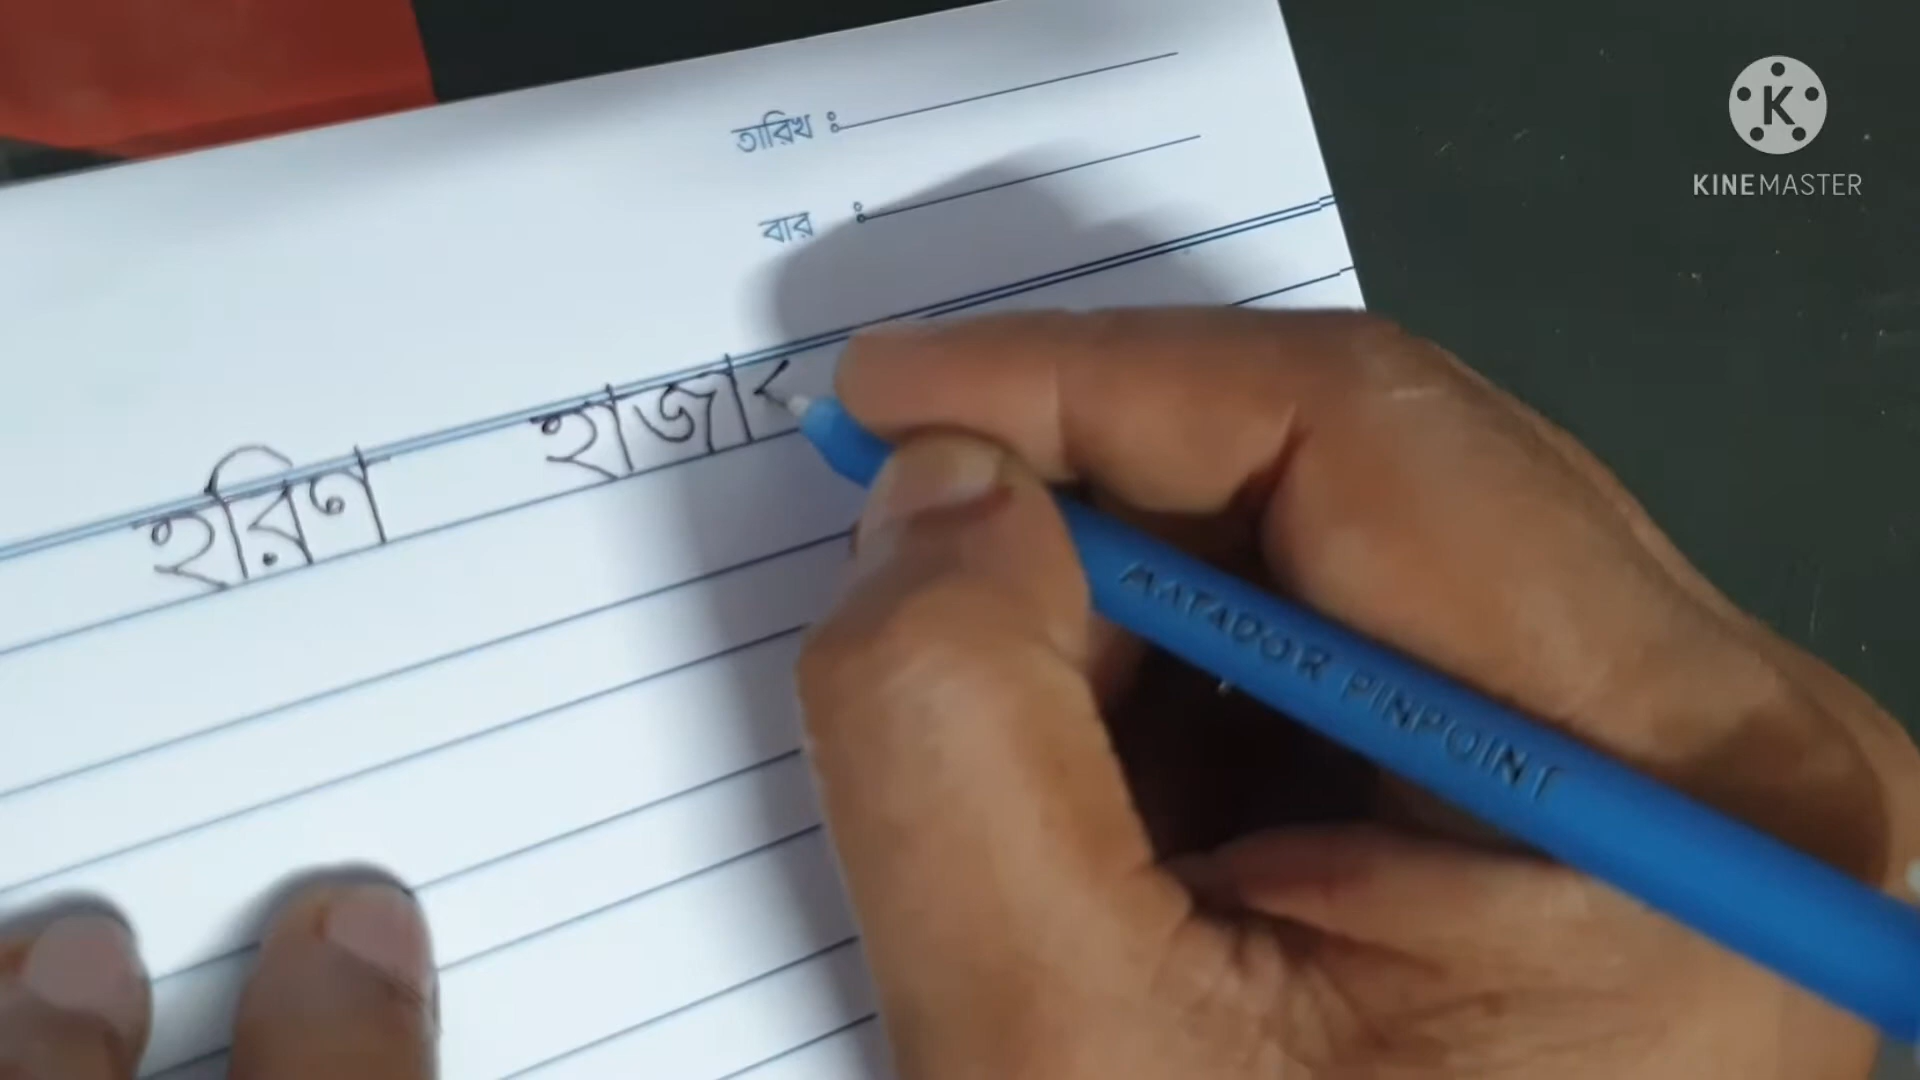 তারিখ ঃ
বার ঃ
হরিণ হাজার
MATADOR PINPOINT
K
KINEMASTER